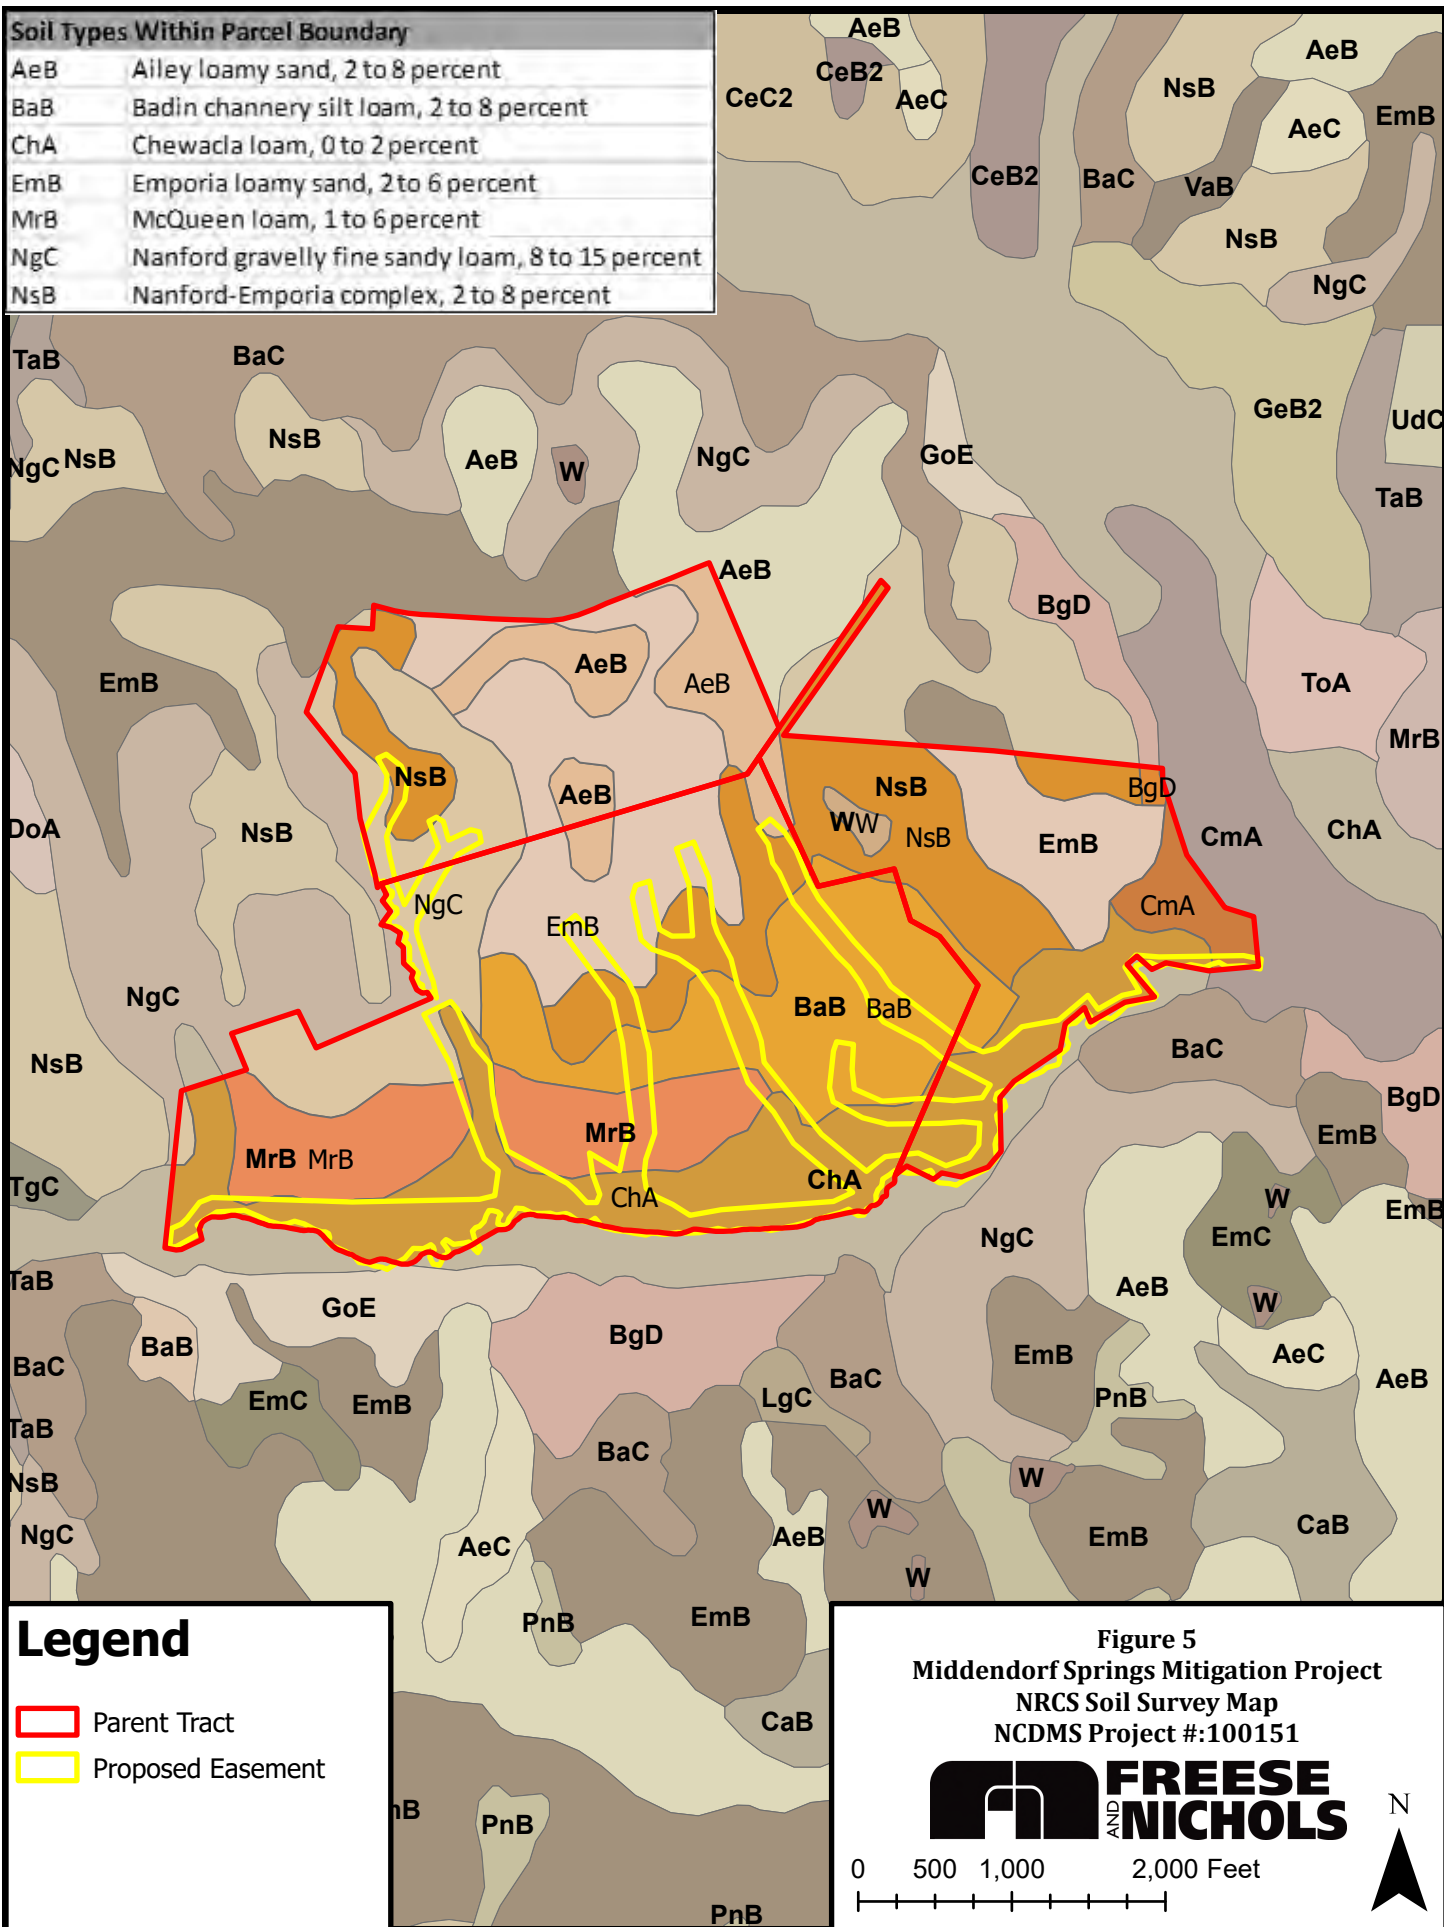 Soil Types Within Parcel Boundary
AeB Ailey loamy sand, 2 to 8 percent
BaB Badin channery silt loam, 2 to 8 percent
ChA Chewacla loam, 0 to 2 percent
EmB Emporia loamy sand, 2 to 6 percent
MrB McQueen loam, 1 to 6 percent
NgC Nanford gravelly fine sandy loam, 8 to 15 percent
NsB Nanford-Emporia complex, 2 to 8 percent
AeB
AeB
CeB2
CeC2
AeC
NsB
EmB
AeC
CeB2
BaC
VaB
NsB
NgC
TaB
BaC
GeB2
UdC
NsB
NgC
NsB
AeB
W
NgC
GoE
TaB
AeB
BgD
EmB
AeB
AeB
ToA
MrB
NsB
AeB
NsB
BgD
DoA
NsB
W
W
NsB
EmB
CmA
ChA
NgC
EmB
CmA
NgC
BaB
BaB
NsB
BaC
BgD
EmB
MrB
MrB
MrB
ChA
ChA
TgC
W
EmB
NgC
EmC
TaB
AeB
GoE
W
BaB
BgD
BaC
EmB
AeC
BaC
AeB
EmC
EmB
LgC
PnB
TaB
BaC
NsB
W
W
NgC
AeC
AeB
EmB
CaB
W
PnB
EmB
CaB
nB
PnB
PnB
Legend
Parent Tract
Proposed Easement
Figure 5
Middendorf Springs Mitigation Project
NRCS Soil Survey Map
NCDMS Project #:100151
FREESE
AND NICHOLS
N
0 500 1,000 2,000 Feet